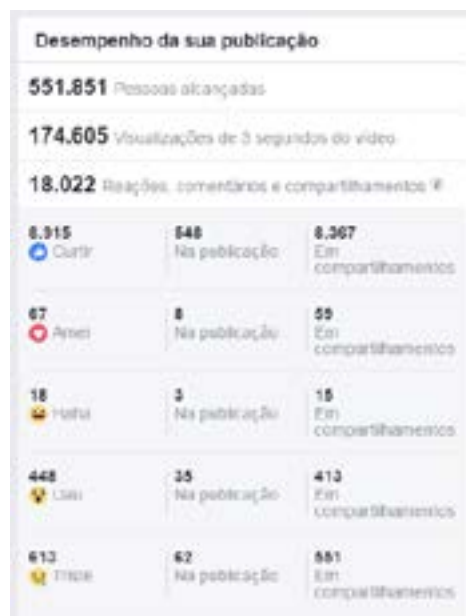 Desempenho da sua publicação
551.851 Pessoas alcançadas
174.605 Visualizações de 3 segundos do vídeo
18.022 Reações, comentários e compartilhamentos
8.915 548 8.367
Curtir Na publicação Em
compartilhamentos
67 8 59
Amei Na publicação Em
compartilhamentos
18 3 15
Haha Na publicação Em
compartilhamentos
448 35 413
Uau Na publicação Em
compartilhamentos
613 62 551
Triste Na publicação Em
compartilhamentos